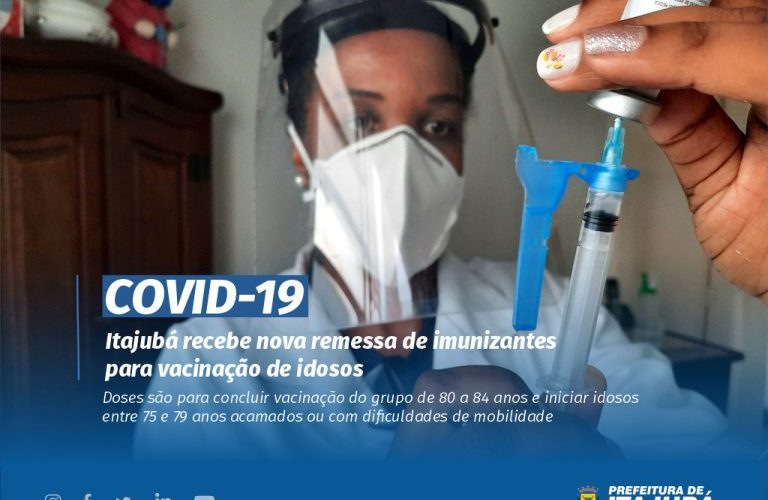 COVID-19
Itajubá recebe nova remessa de imunizantes
para vacinação de idosos
Doses são para concluir vacinação do grupo de 80 a 84 anos e iniciar idosos
entre 75 e 79 anos acamados ou com dificuldades de mobilidade
PREFEITURA DE
ITAJUBÁ